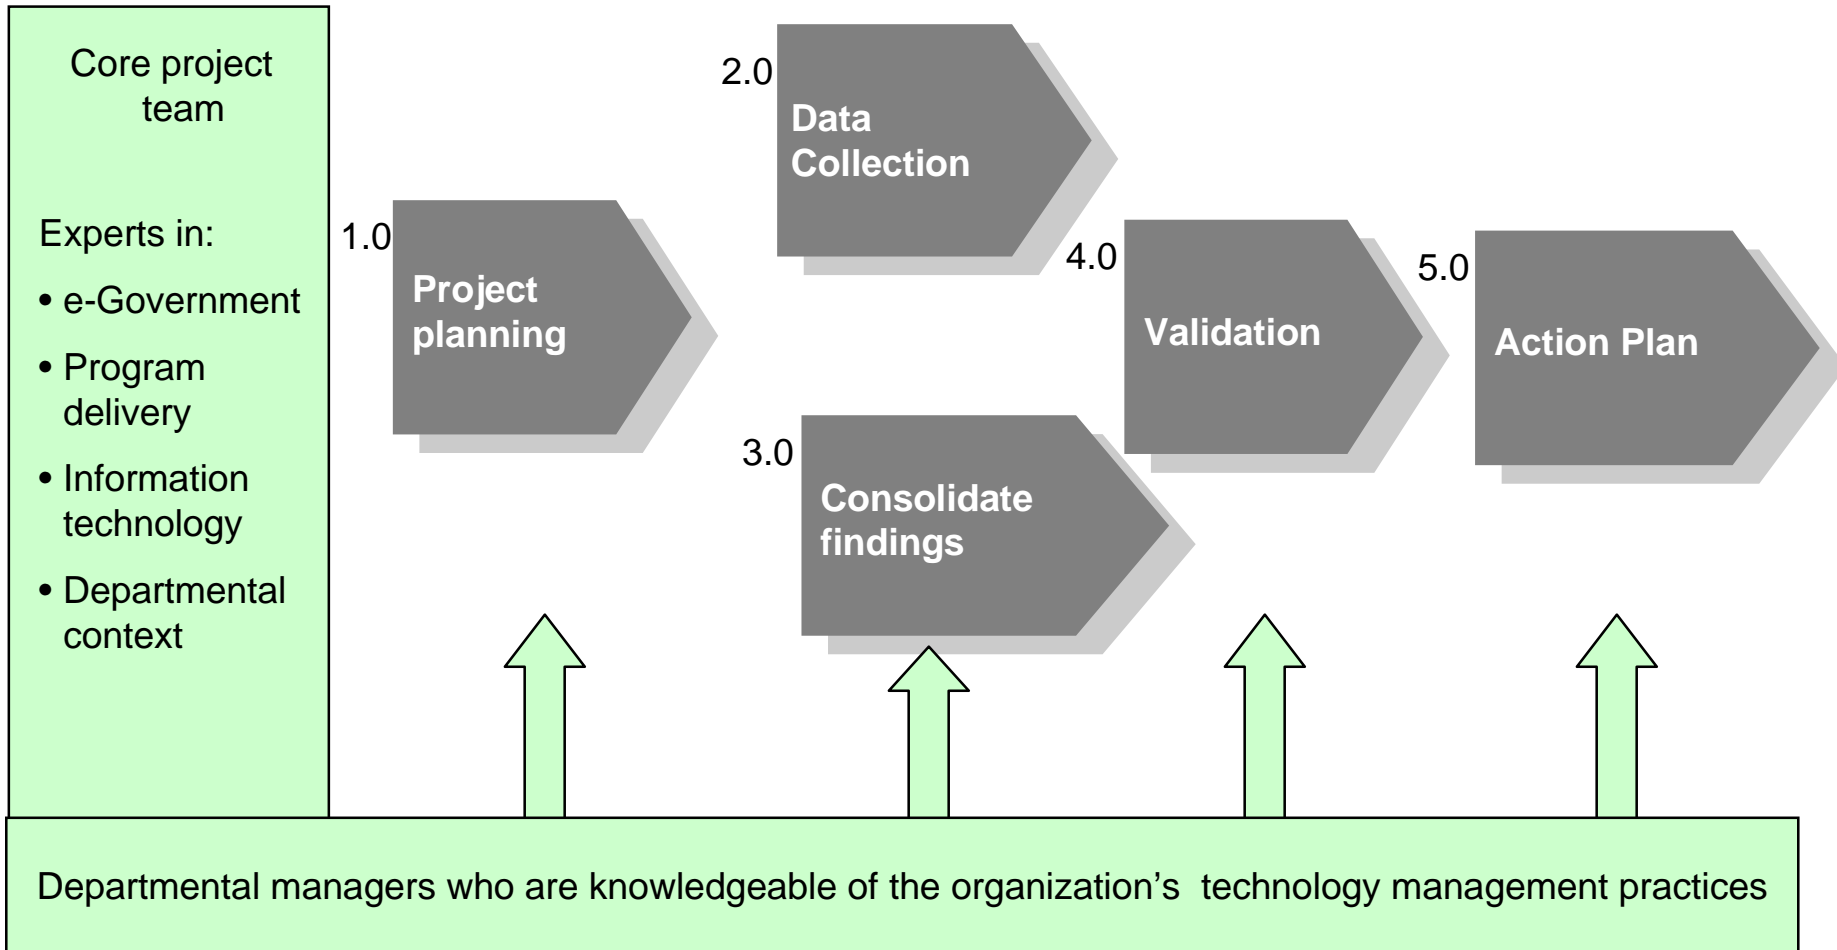 Core project
team
Experts in:
• e-Government
• Program
delivery
• Information
technology
• Departmental
context
1.0
Project
planning
2.0
Data
Collection
3.0
Consolidate
findings
4.0
Validation
5.0
Action Plan
Departmental managers who are knowledgeable of the organization’s  technology management practices